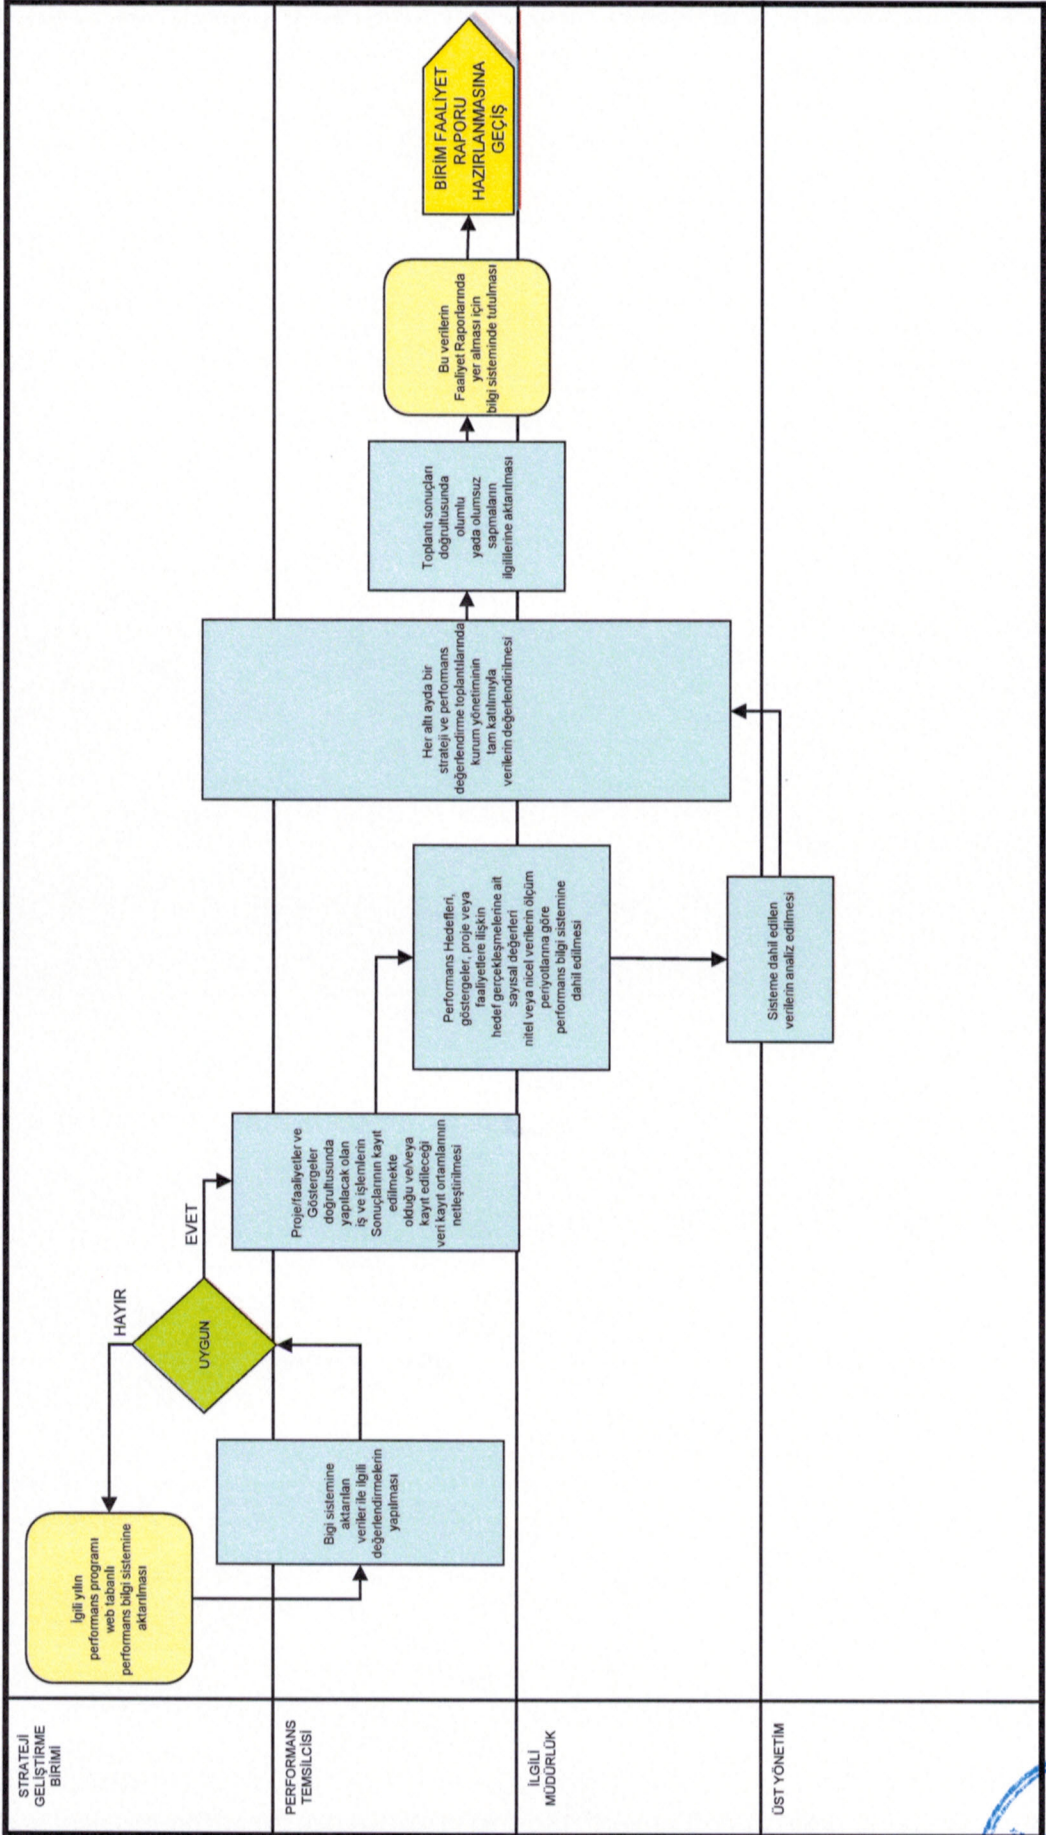 STRATEJİ
GELİŞTİRME
BİRİMİ
PERFORMANS
TEMSİLCİSİ
İLGİLİ
MÜDÜRLÜK
ÜST YÖNETİM
İlgili yılın
performans programı
web tabanlı
performans bilgi sistemine
aktarılması
Bigi sistemine
aktarılan
veriler ile ilgili
değerlendirmelerin
yapılması
UYGUN
HAYIR
EVET
Proje/faaliyetler ve
Göstergeler
doğrultusunda
yapılacak olan
iş ve işlemlerin
Sonuçlarının kayıt
edilmekte
olduğu ve/veya
kayıt edileceği
veri kayıt ortamlarının
netleştirilmesi
Performans Hedefleri,
göstergeler, proje veya
faaliyetlere ilişkin
hedef gerçekleşmelerine ait
sayısal değerleri
nitel veya nicel verilerin ölçüm
periyotlarına göre
performans bilgi sistemine
dahil edilmesi
Sisteme dahil edilen
verilerin analiz edilmesi
Her altı ayda bir
strateji ve performans
değerlendirme toplantılarında
kurum yönetiminin
tam katılımıyla
verilerin değerlendirilmesi
Toplantı sonuçları
doğrultusunda
olumlu
yada olumsuz
sapmaların
ilgililerine aktarılması
Bu verilerin
Faaliyet Raporlarında
yer alması için
bilgi sisteminde tutulması
BİRİM FAALİYET
RAPORU
HAZIRLANMASINA
GEÇİŞ